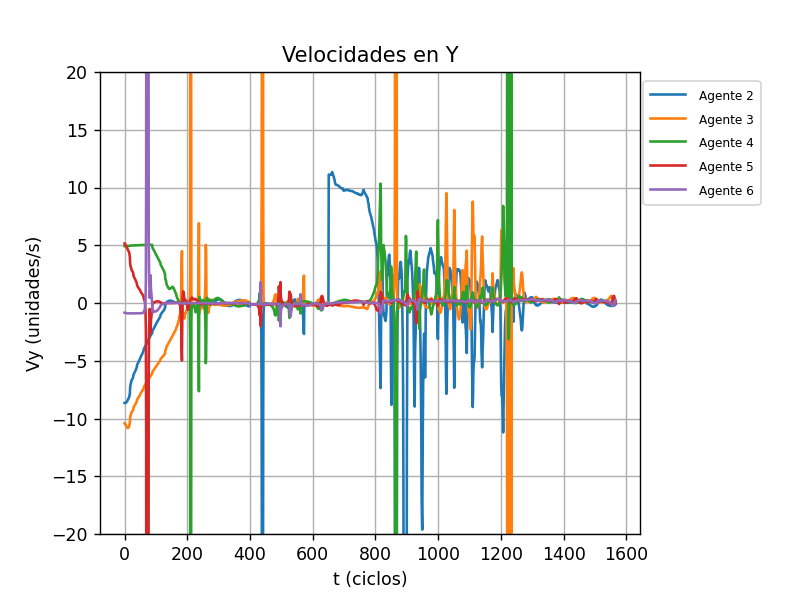 Velocidades en Y
20
15
10
5
0
−5
−10
−15
−20
Vy (unidades/s)
0 200 400 600 800 1000 1200 1400 1600
t (ciclos)
Agente 2
Agente 3
Agente 4
Agente 5
Agente 6